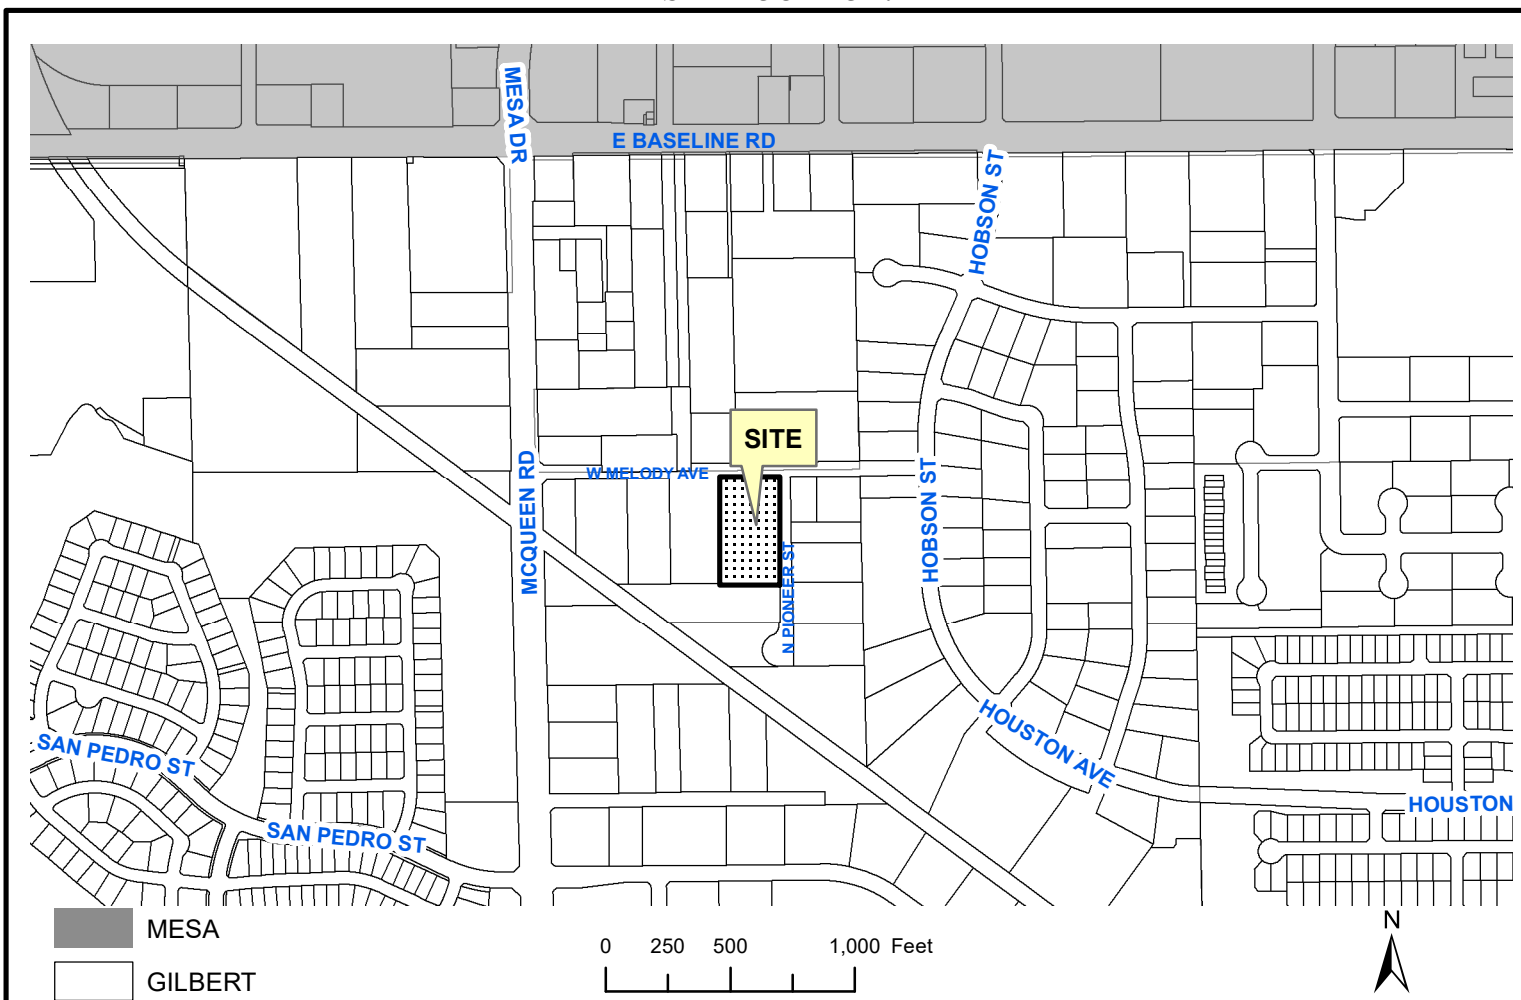 MESA DR
E BASELINE RD
HOBSON ST
SITE
W MELODY AVE
MCQUEEN RD
HOBSON ST
N PIONEER ST
HOUSTON AVE
SAN PEDRO ST
HOUSTON
SAN PEDRO ST
MESA
GILBERT
0 250 500 1,000 Feet
N